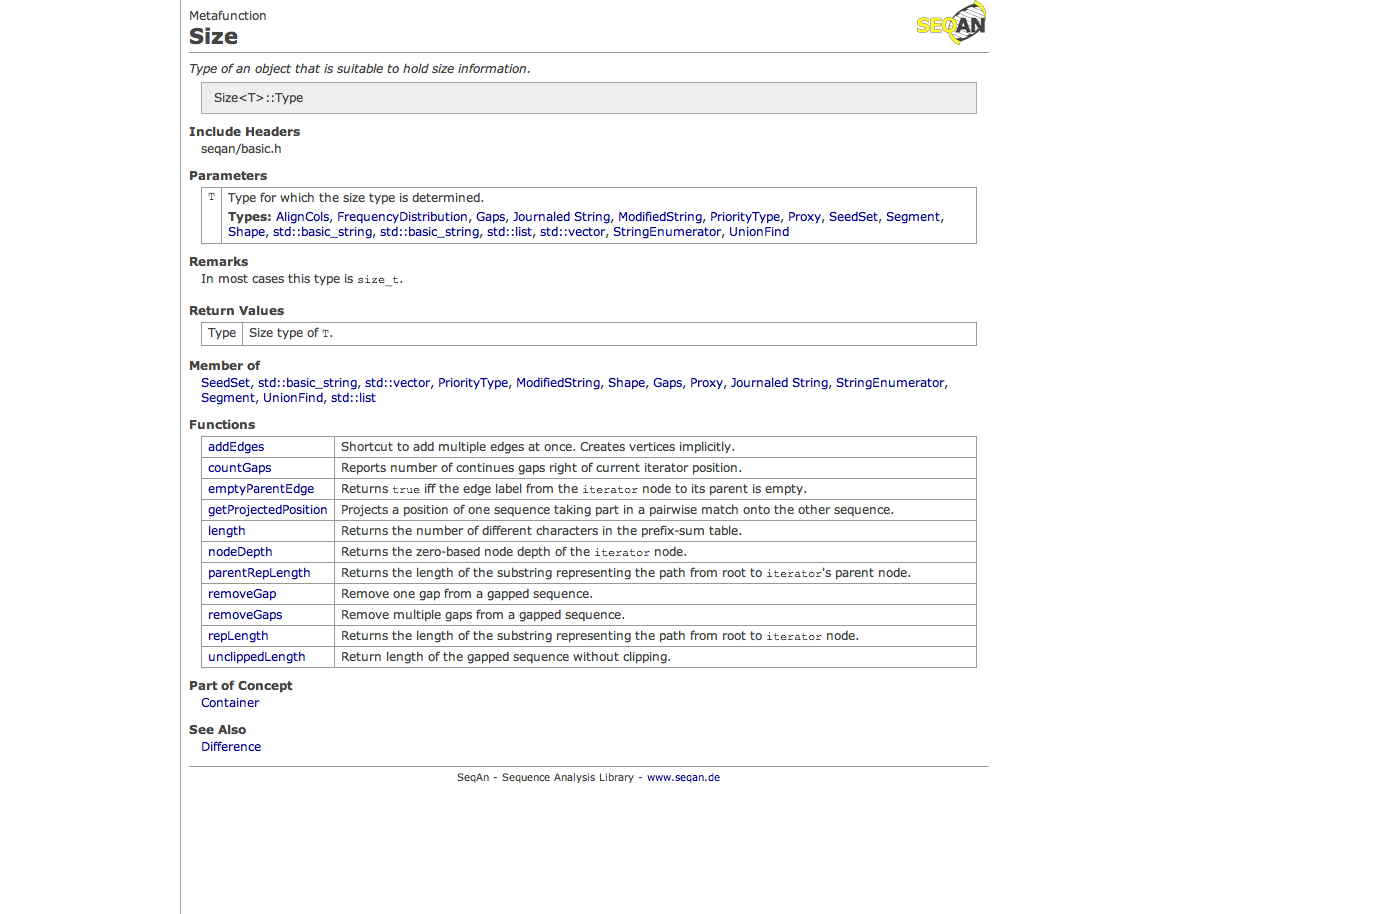 Metafunction
SEQAN
Size
Type of an object that is suitable to hold size information.
Size<T>::Type
Include Headers
seqan/basic.h
Parameters
T Type for which the size type is determined.
Types: AlignCols, FrequencyDistribution, Gaps, Journaled String, ModifiedString, PriorityType, Proxy, SeedSet, Segment,
Shape, std::basic_string, std::basic_string, std::list, std::vector, StringEnumerator, UnionFind
Remarks
In most cases this type is size_t.
Return Values
Type Size type of T.
Member of
SeedSet, std::basic_string, std::vector, PriorityType, ModifiedString, Shape, Gaps, Proxy, Journaled String, StringEnumerator,
Segment, UnionFind, std::list
Functions
addEdges Shortcut to add multiple edges at once. Creates vertices implicitly.
countGaps Reports number of continues gaps right of current iterator position.
emptyParentEdge Returns true iff the edge label from the iterator node to its parent is empty.
getProjectedPosition Projects a position of one sequence taking part in a pairwise match onto the other sequence.
length Returns the number of different characters in the prefix-sum table.
nodeDepth Returns the zero-based node depth of the iterator node.
parentRepLength Returns the length of the substring representing the path from root to iterator's parent node.
removeGap Remove one gap from a gapped sequence.
removeGaps Remove multiple gaps from a gapped sequence.
repLength Returns the length of the substring representing the path from root to iterator node.
unclippedLength Return length of the gapped sequence without clipping.
Part of Concept
Container
See Also
Difference
SeqAn - Sequence Analysis Library - www.seqan.de